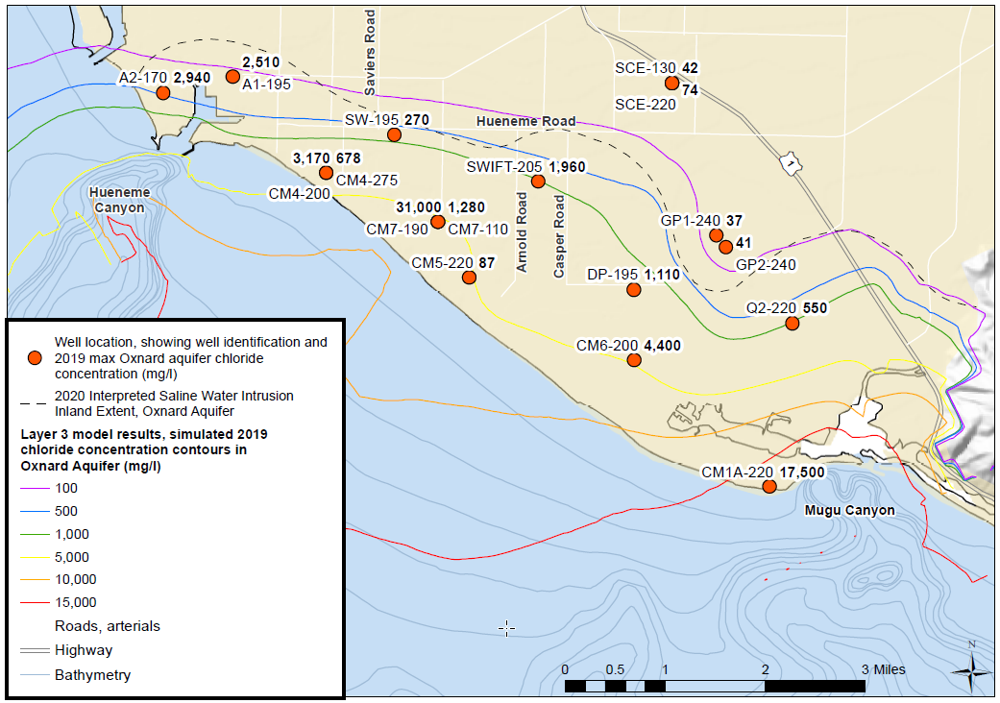 Saviers Road
2,510
A2-170 2,940
A1-195
SCE-130 42
74
SCE-220
SW-195 270
Hueneme Road
1
3,170 678
CM4-275
CM4-200
SWIFT-205 1,960
Hueneme
Canyon
31,000 1,280
CM7-190 CM7-110
Arnold Road
Casper Road
GP1-240 37
41
GP2-240
CM5-220 87
DP-195 1,110
Q2-220 550
CM6-200 4,400
CM1A-220 17,500
Mugu Canyon
Well location, showing well identification and
2019 max Oxnard aquifer chloride
concentration (mg/l)
2020 Interpreted Saline Water Intrusion
Inland Extent, Oxnard Aquifer
Layer 3 model results, simulated 2019
chloride concentration contours in
Oxnard Aquifer (mg/l)
100
500
1,000
5,000
10,000
15,000
Roads, arterials
Highway
Bathymetry
N
0 0.5 1 2 3 Miles